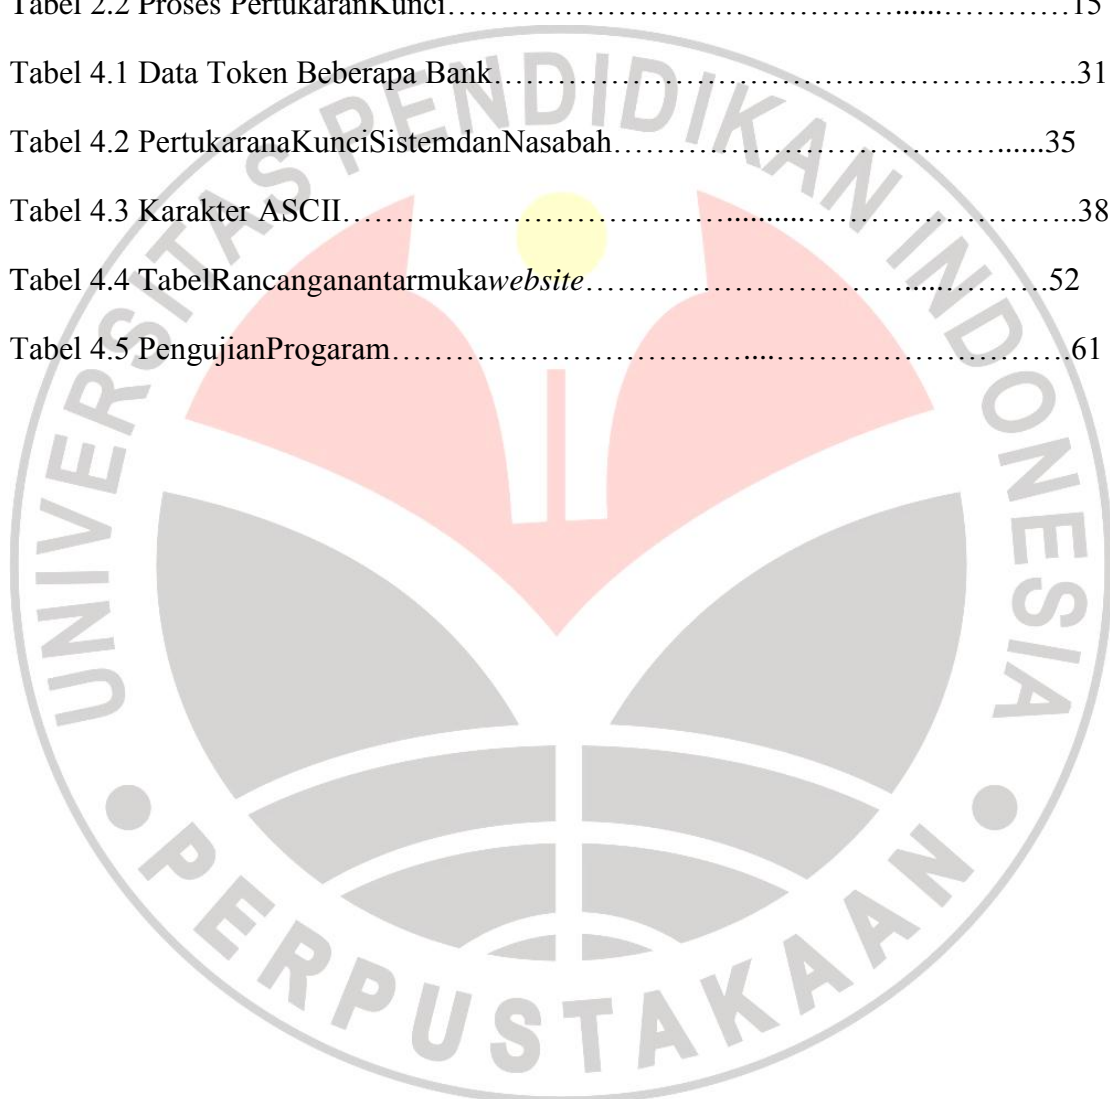 Tabel 2.2 Proses PertukaranKunci…………………………………......…………15
Tabel 4.1 Data Token Beberapa Bank……………………………………………….31
Tabel 4.2 PertukaranaKunciSistemdanNasabah………………………………......35
Tabel 4.3 Karakter ASCII………………………………..........……………………..38
Tabel 4.4 TabelRancanganantarmukawebsite…………………………....………52
Tabel 4.5 PengujianProgaram……………………………....………………………61
UNIVERSITAS PENDIDIKAN INDONESIA
PERPUSTAKAAN